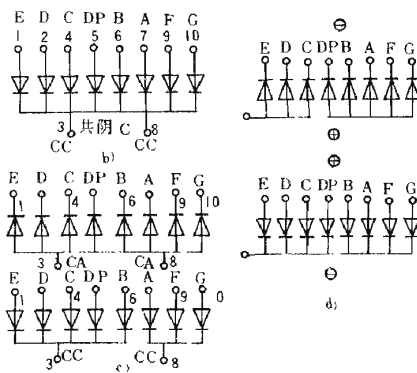 E D C DP B A F G
1 2 4 5 6 7 9 10
3 共阴 C 8
CC CC
b)
E D C DP B A F G
1 4 6 9 10
3 CA CA 8
E D C DP B A F G
1 4 6 9 0
3 CC CC 8
c)
⊖
E D C DP B A F G
⊕
⊕
E D C DP B A F G
⊖
d)